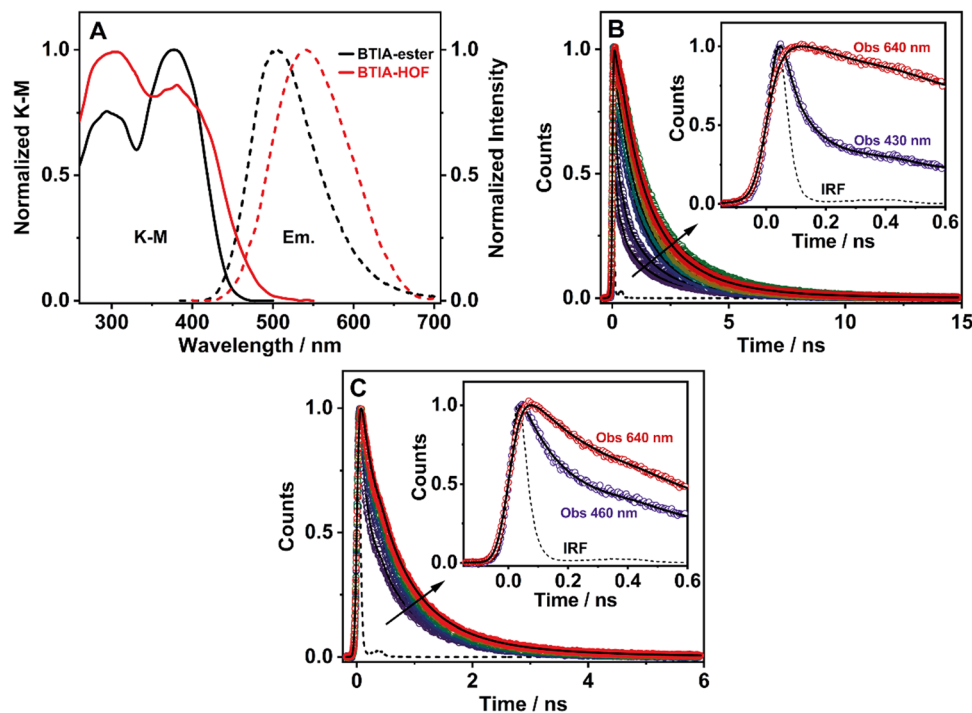 A
BTIA-ester
BTIA-HOF
K-M
Em.
Normalized K-M
1.0
0.5
0.0
Normalized Intensity
1.0
0.5
0.0
300 400 500 600 700
Wavelength / nm
B
Counts
1.0
0.5
0.0
0 5 10 15
Time / ns
Counts
1.0
0.5
0.0
Obs 640 nm
Obs 430 nm
IRF
0.0 0.2 0.4 0.6
Time / ns
C
Counts
1.0
0.5
0.0
0 2 4 6
Time / ns
Counts
1.0
0.5
0.0
Obs 640 nm
Obs 460 nm
IRF
0.0 0.2 0.4 0.6
Time / ns